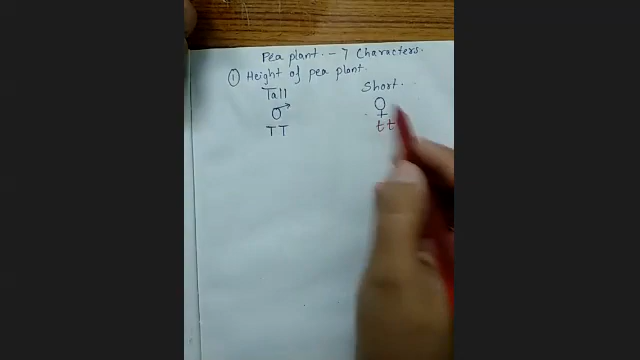 Pea plant. - 7 Characters.
① Height of pea plant.
Tall Short.
♂ ♀
TT tt